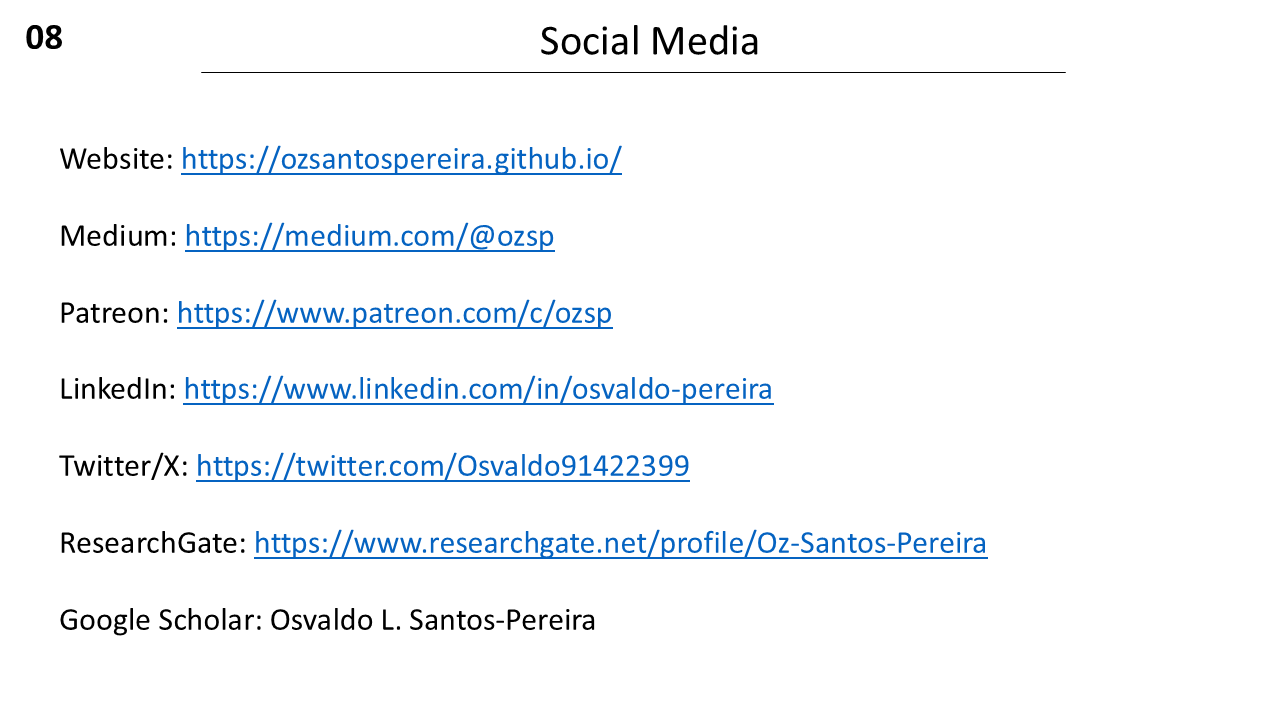 08
Social Media
Website: https://ozsantospereira.github.io/
Medium: https://medium.com/@ozsp
Patreon: https://www.patreon.com/c/ozsp
LinkedIn: https://www.linkedin.com/in/osvaldo-pereira
Twitter/X: https://twitter.com/Osvaldo91422399
ResearchGate: https://www.researchgate.net/profile/Oz-Santos-Pereira
Google Scholar: Osvaldo L. Santos-Pereira